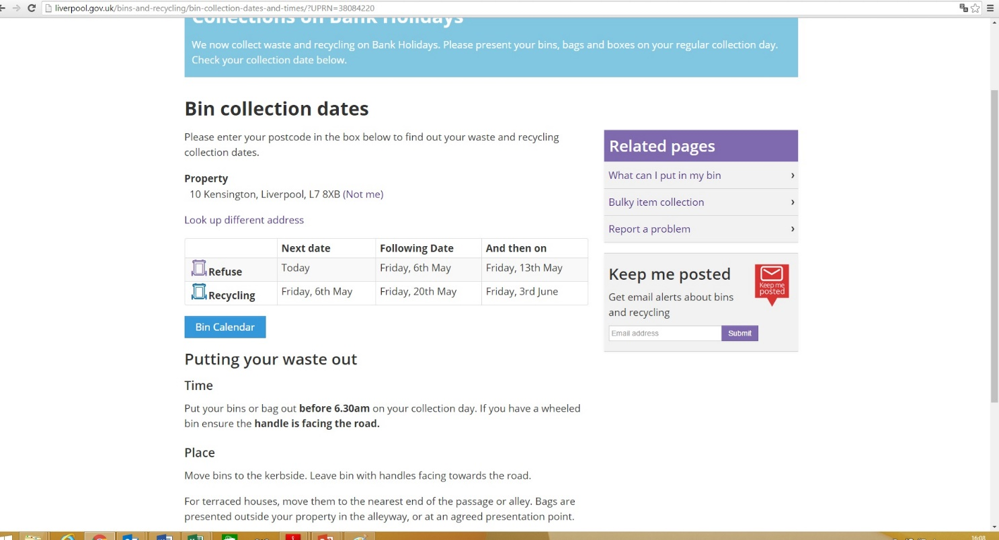 liverpool.gov.uk/bins-and-recycling/bin-collection-dates-and-times/?UPRN=38084220
Collections on Bank Holidays
We now collect waste and recycling on Bank Holidays. Please present your bins, bags and boxes on your regular collection day.
Check your collection date below.
Bin collection dates
Please enter your postcode in the box below to find out your waste and recycling
collection dates.
Property
10 Kensington, Liverpool, L7 8XB (Not me)
Look up different address
Next date Following Date And then on
Refuse Today Friday, 6th May Friday, 13th May
Recycling Friday, 6th May Friday, 20th May Friday, 3rd June
Bin Calendar
Putting your waste out
Time
Put your bins or bag out before 6.30am on your collection day. If you have a wheeled
bin ensure the handle is facing the road.
Place
Move bins to the kerbside. Leave bin with handles facing towards the road.
For terraced houses, move them to the nearest end of the passage or alley. Bags are
presented outside your property in the alleyway, or at an agreed presentation point.
Related pages
What can I put in my bin ›
Bulky item collection ›
Report a problem ›
Keep me posted
Keep me
posted
Get email alerts about bins
and recycling
Email address Submit
16:08